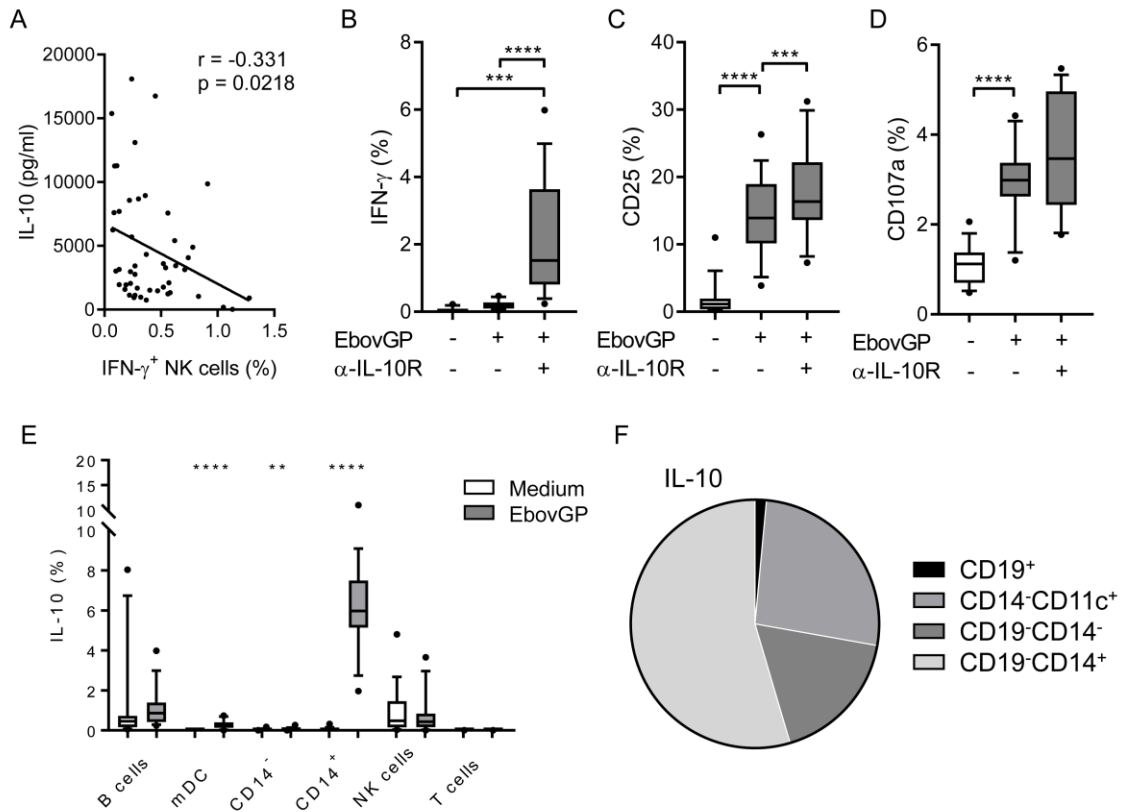 A
20000
15000
10000
5000
0
IL-10 (pg/ml)
r = -0.331
p = 0.0218
0.0 0.5 1.0 1.5
IFN-γ⁺ NK cells (%)
B
8
6
4
2
0
IFN-γ (%)
****
***
EbovGP - + +
α-IL-10R - - +
C
40
30
20
10
0
CD25 (%)
**** ***
EbovGP - + +
α-IL-10R - - +
D
6
4
2
0
CD107a (%)
****
EbovGP - + +
α-IL-10R - - +
E
20
15
10
10
8
6
4
2
0
IL-10 (%)
**** ** ****
Medium
EbovGP
B cells
mDC
CD14⁻
CD14⁺
NK cells
T cells
F
IL-10
CD19⁺
CD14⁻CD11c⁺
CD19⁻CD14⁻
CD19⁻CD14⁺